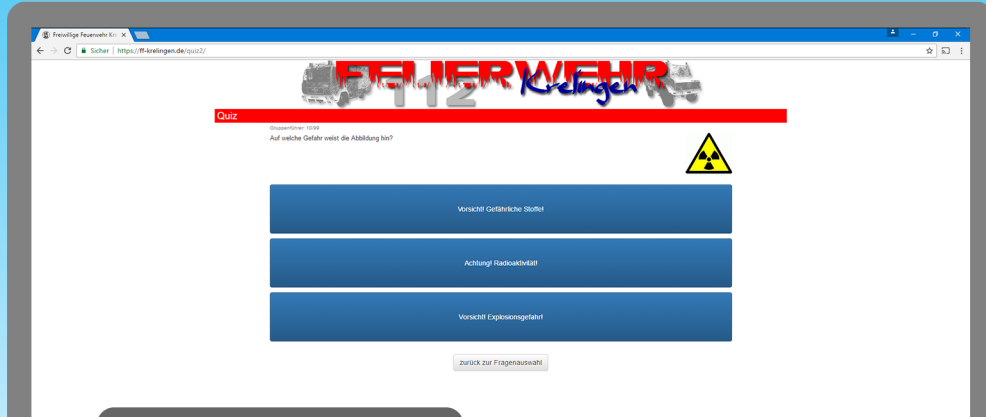 Freiwillige Feuerwehr Kre
Sicher | https://ff-krelingen.de/quiz2/
FEUERWEHR
112
Krelingen
Quiz
Gruppenführer: 10/99
Auf welche Gefahr weist die Abbildung hin?
Vorsicht! Gefährliche Stoffe!
Achtung! Radioaktivität!
Vorsicht! Explosionsgefahr!
zurück zur Fragenauswahl